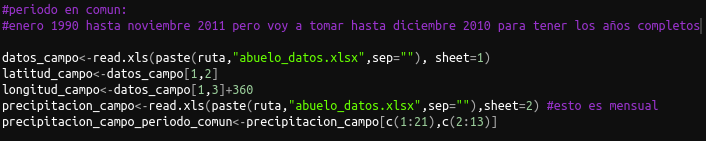 #periodo en comun:
#enero 1990 hasta noviembre 2011 pero voy a tomar hasta diciembre 2010 para tener los años completos
datos_campo<-read.xls(paste(ruta,"abuelo_datos.xlsx",sep=""), sheet=1)
latitud_campo<-datos_campo[1,2]
longitud_campo<-datos_campo[1,3]+360
precipitacion_campo<-read.xls(paste(ruta,"abuelo_datos.xlsx",sep=""),sheet=2) #esto es mensual
precipitacion_campo_periodo_comun<-precipitacion_campo[c(1:21),c(2:13)]